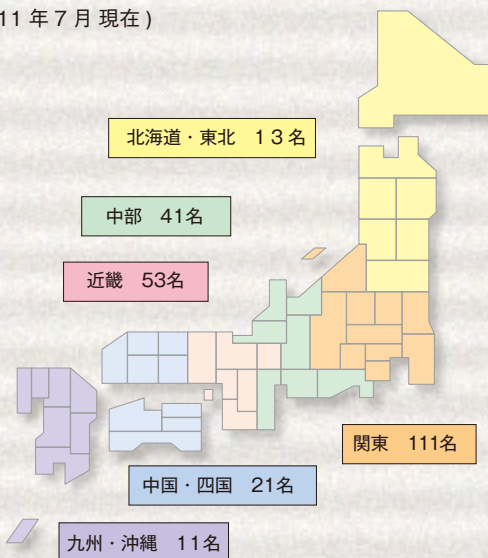 11 年 7 月 現在 )
北海道・東北　１３名
中部　41名
近畿　53名
関東　111名
中国・四国　21名
九州・沖縄　11名